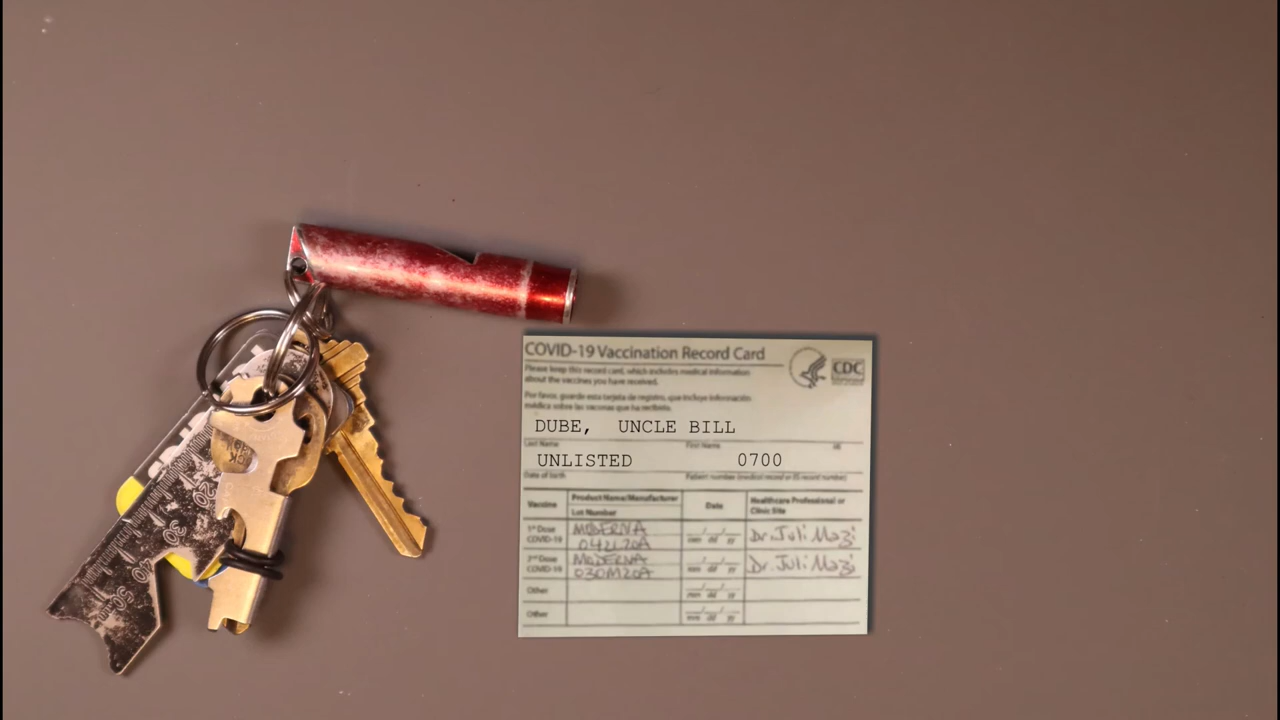 COVID-19 Vaccination Record Card
Please keep this record card, which includes medical information
about the vaccines you have received.
CDC
Por favor, guarde esta tarjeta de registro, que incluye información
médica sobre las vacunas que ha recibido.
DUBE, UNCLE BILL
Last Name First Name MI
UNLISTED 0700
Date of birth Patient number (medical record or IIS record number)
Vaccine Product Name/Manufacturer Date Healthcare Professional or
Lot Number Clinic Site
1st Dose MODERNA
COVID-19 042L20A mm dd yy Dr. Juli Mazi
2nd Dose MODERNA
COVID-19 030M20A mm dd yy Dr. Juli Mazi
Other mm dd yy
Other mm dd yy
20
30
40
50